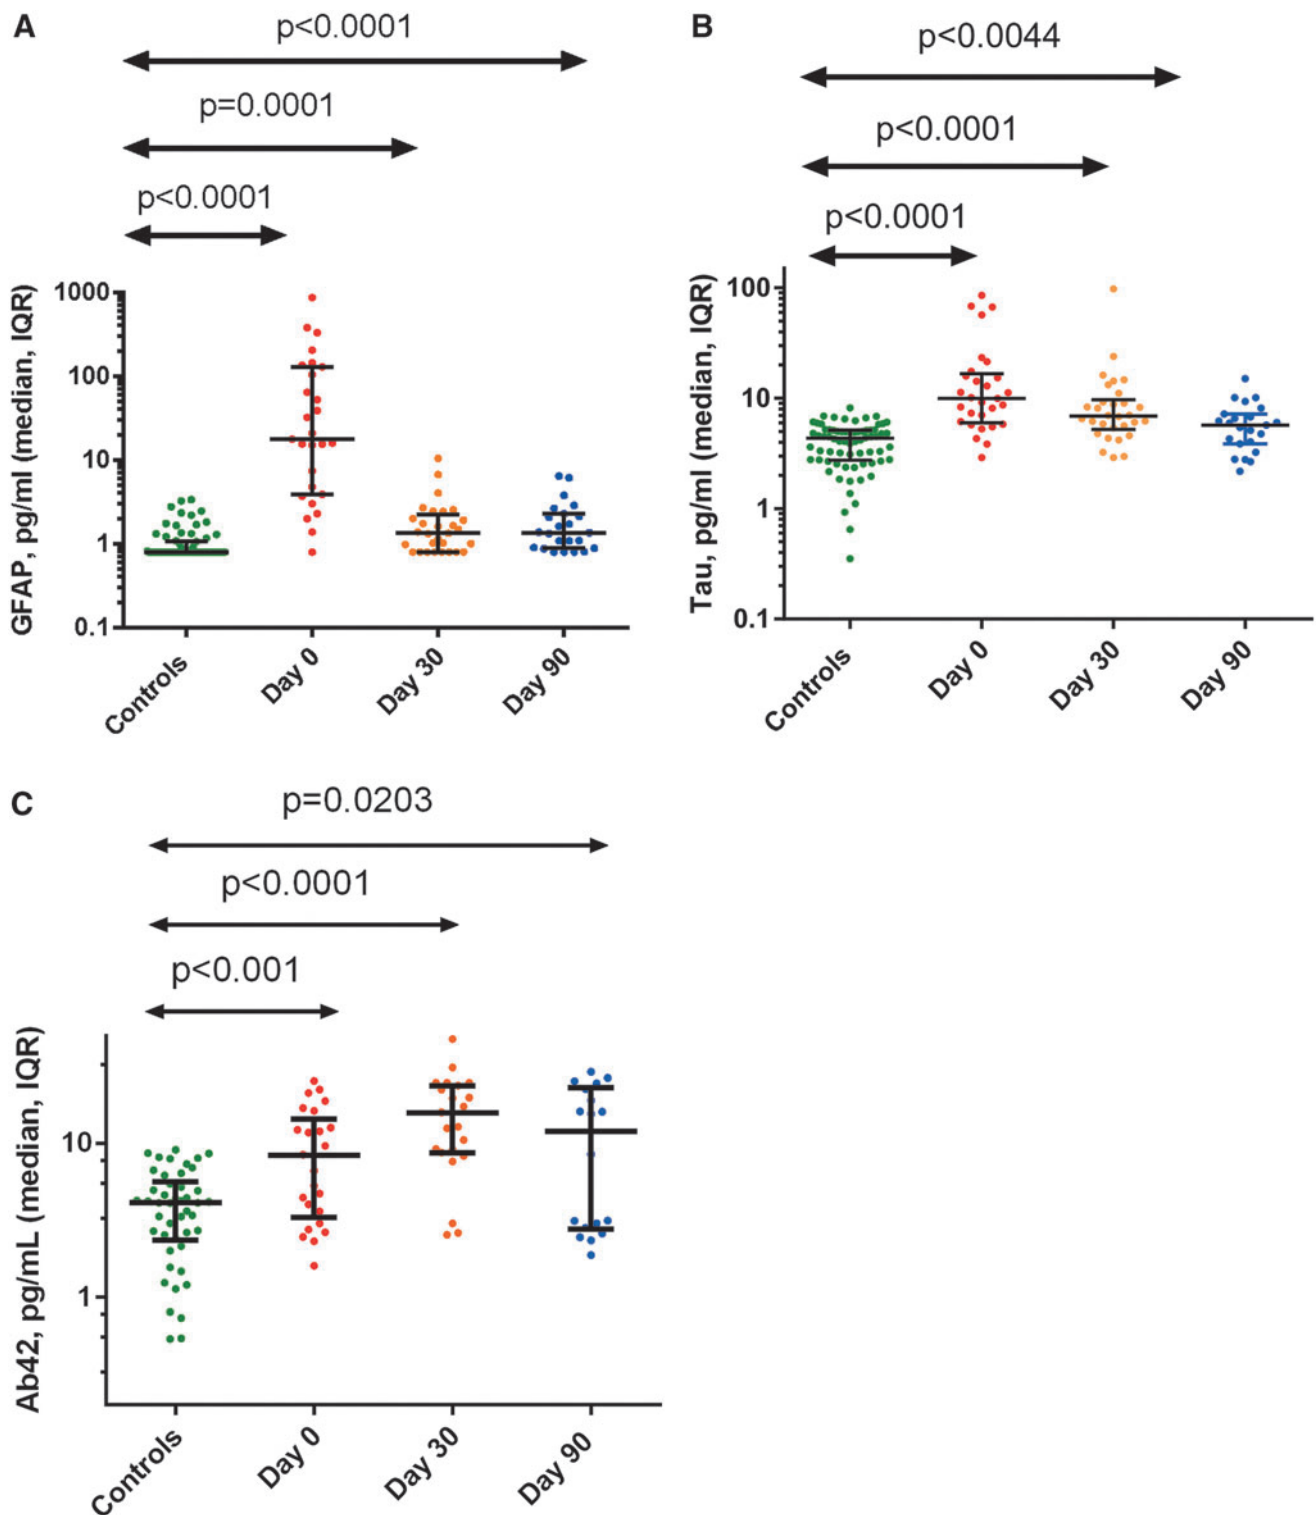 A
p<0.0001
p=0.0001
p<0.0001
GFAP, pg/ml (median, IQR)
1000
100
10
1
0.1
Controls
Day 0
Day 30
Day 90
B
p<0.0044
p<0.0001
p<0.0001
Tau, pg/ml (median, IQR)
100
10
1
0.1
Controls
Day 0
Day 30
Day 90
C
p=0.0203
p<0.0001
p<0.001
Ab42, pg/mL (median, IQR)
10
1
Controls
Day 0
Day 30
Day 90